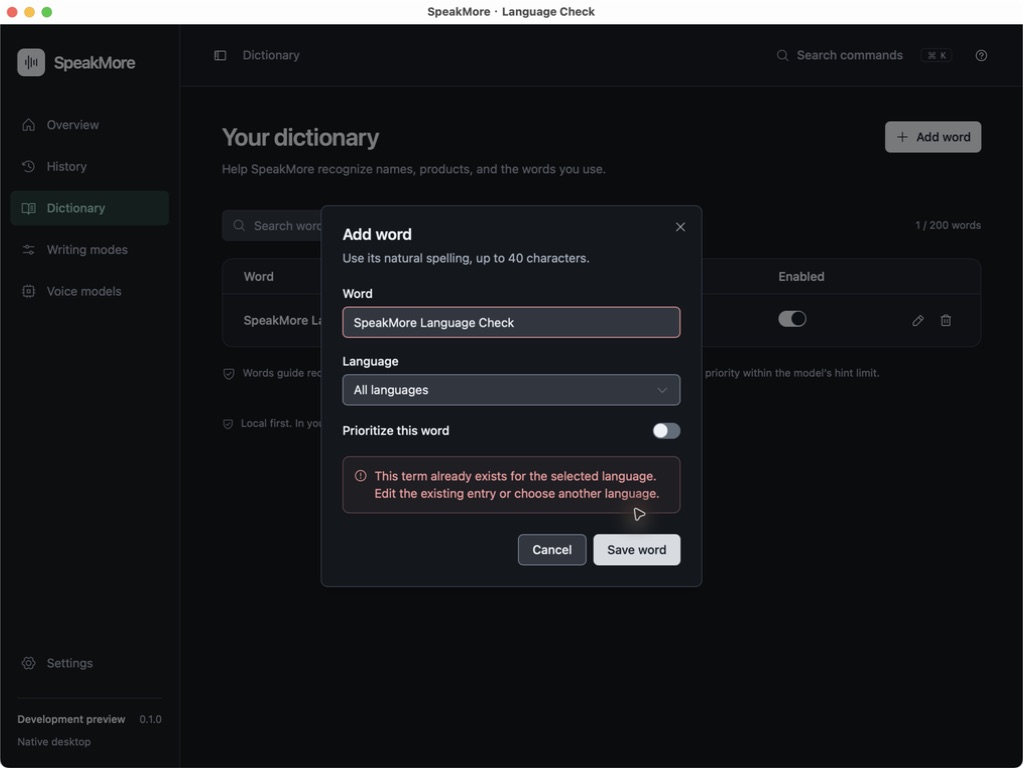 SpeakMore · Language Check
SpeakMore
Dictionary
Search commands
⌘ K
Overview
History
Dictionary
Writing modes
Voice models
Your dictionary
Add word
Help SpeakMore recognize names, products, and the words you use.
Search word
1 / 200 words
Word
Enabled
SpeakMore La
Words guide rec
priority within the model's hint limit.
Local first. In you
Add word
Use its natural spelling, up to 40 characters.
Word
SpeakMore Language Check
Language
All languages
Prioritize this word
This term already exists for the selected language.
Edit the existing entry or choose another language.
Cancel
Save word
Settings
Development preview 0.1.0
Native desktop